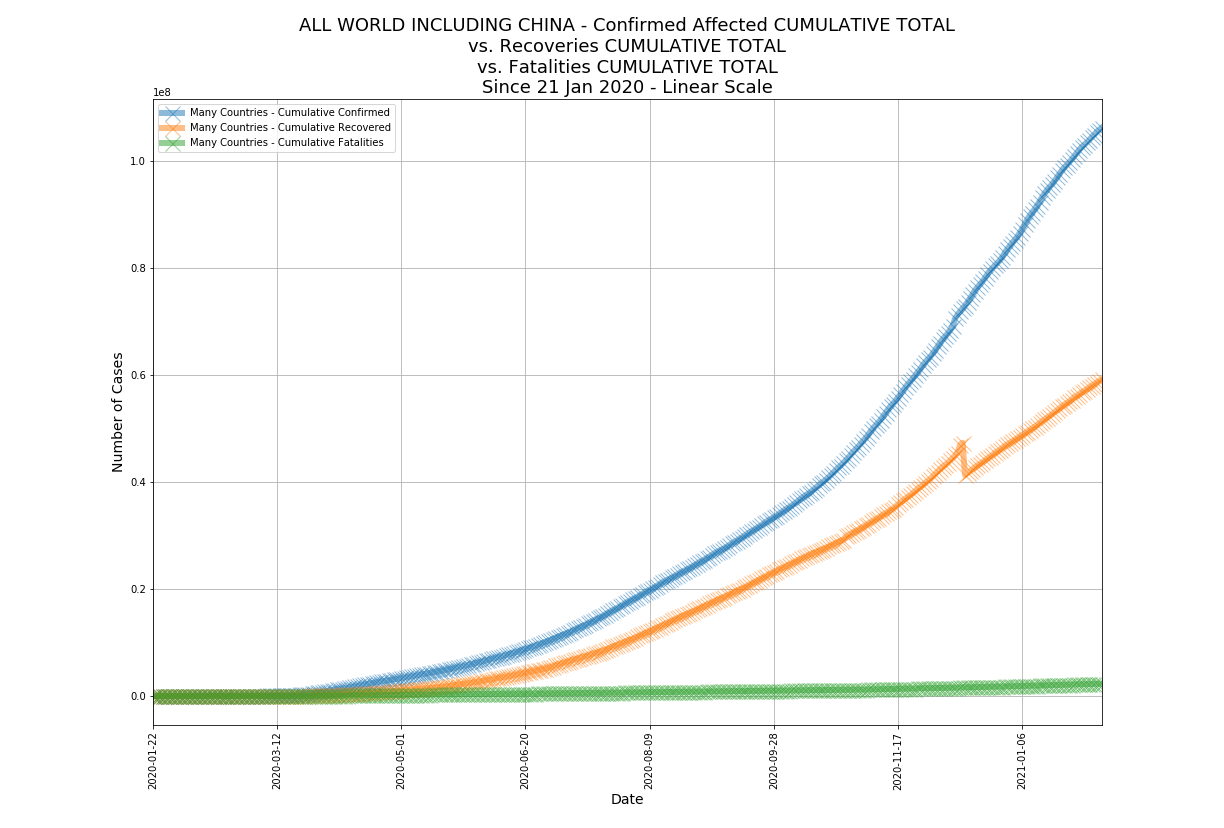 ALL WORLD INCLUDING CHINA - Confirmed Affected CUMULATIVE TOTAL
vs. Recoveries CUMULATIVE TOTAL
vs. Fatalities CUMULATIVE TOTAL
Since 21 Jan 2020 - Linear Scale
1e8
Many Countries - Cumulative Confirmed
Many Countries - Cumulative Recovered
Many Countries - Cumulative Fatalities
1.0
0.8
0.6
0.4
0.2
0.0
Number of Cases
2020-01-22
2020-03-12
2020-05-01
2020-06-20
2020-08-09
2020-09-28
2020-11-17
2021-01-06
Date